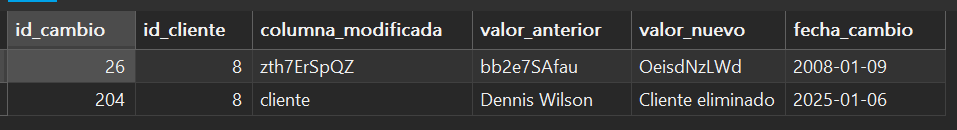 id_cambio id_cliente columna_modificada valor_anterior valor_nuevo fecha_cambio
26 8 zth7ErSpQZ bb2e7SAfau OeisdNzLWd 2008-01-09
204 8 cliente Dennis Wilson Cliente eliminado 2025-01-06